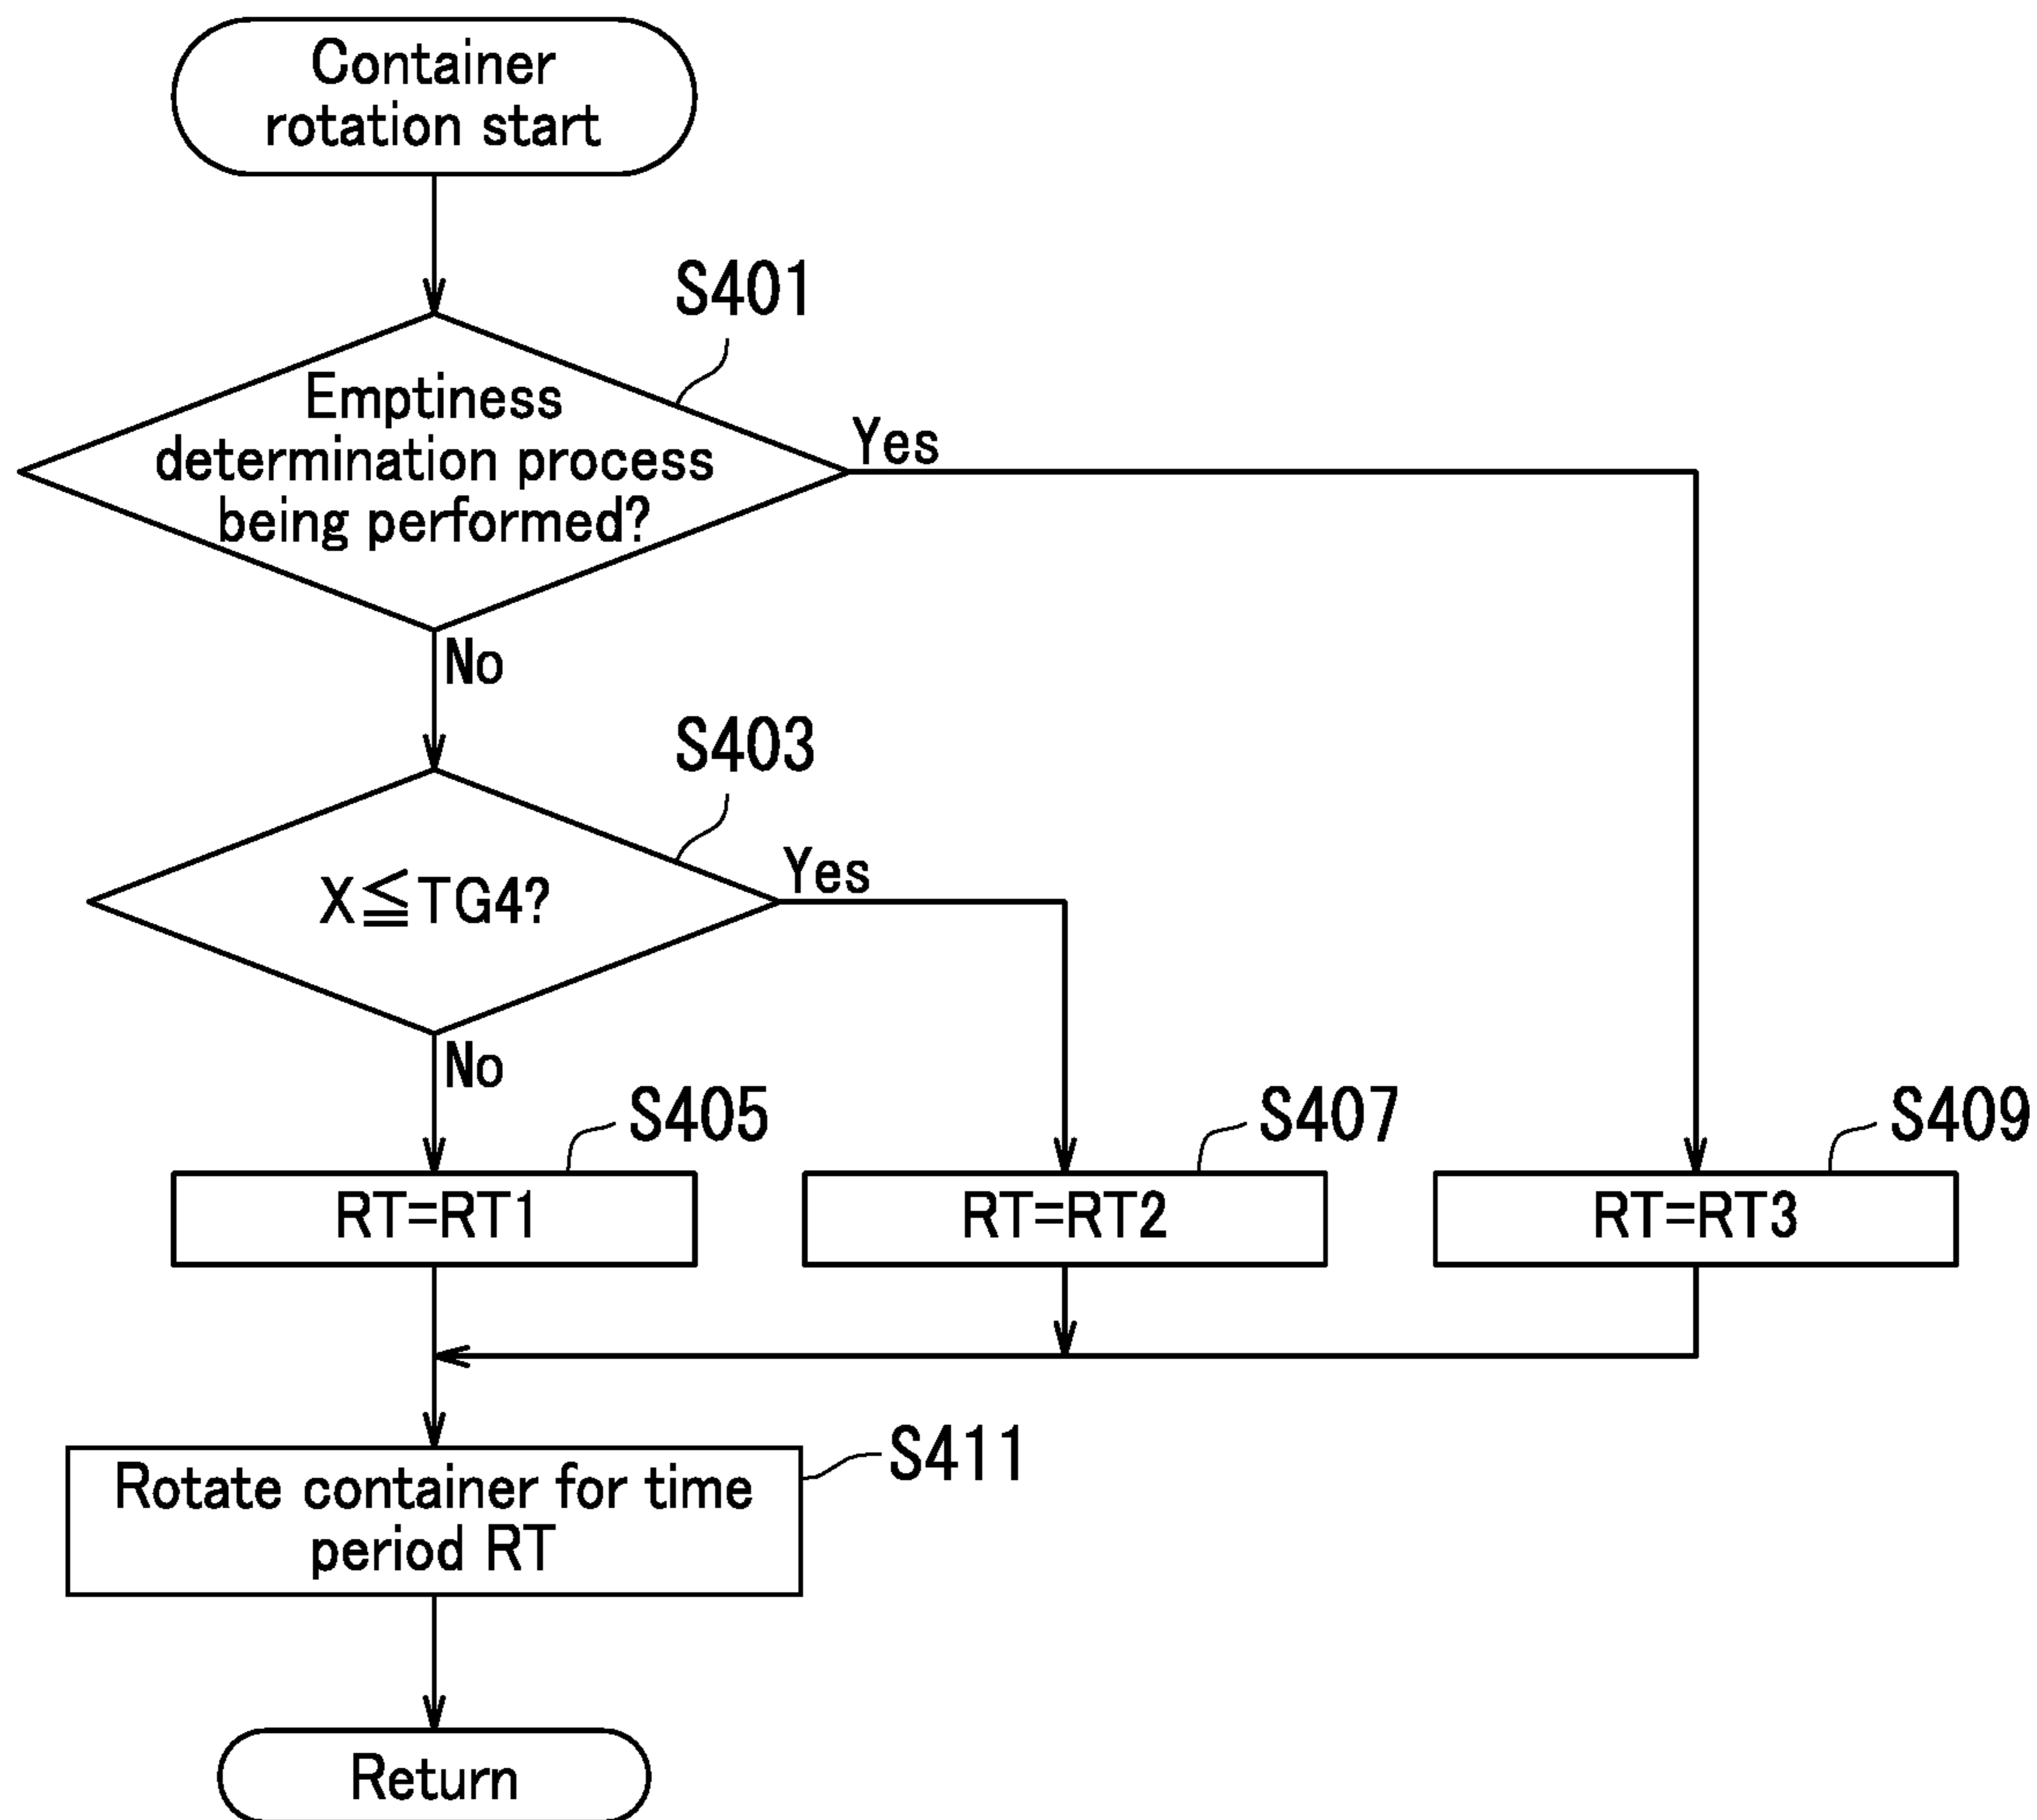 Container
rotation start
S401
Emptiness
determination process
being performed?
Yes
No
S403
X≦TG4?
Yes
No
S405
S407
S409
RT=RT1
RT=RT2
RT=RT3
S411
Rotate container for time
period RT
Return